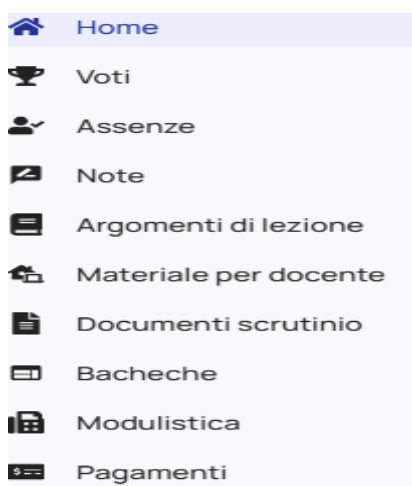 Home
Voti
Assenze
Note
Argomenti di lezione
Materiale per docente
Documenti scrutinio
Bacheche
Modulistica
Pagamenti